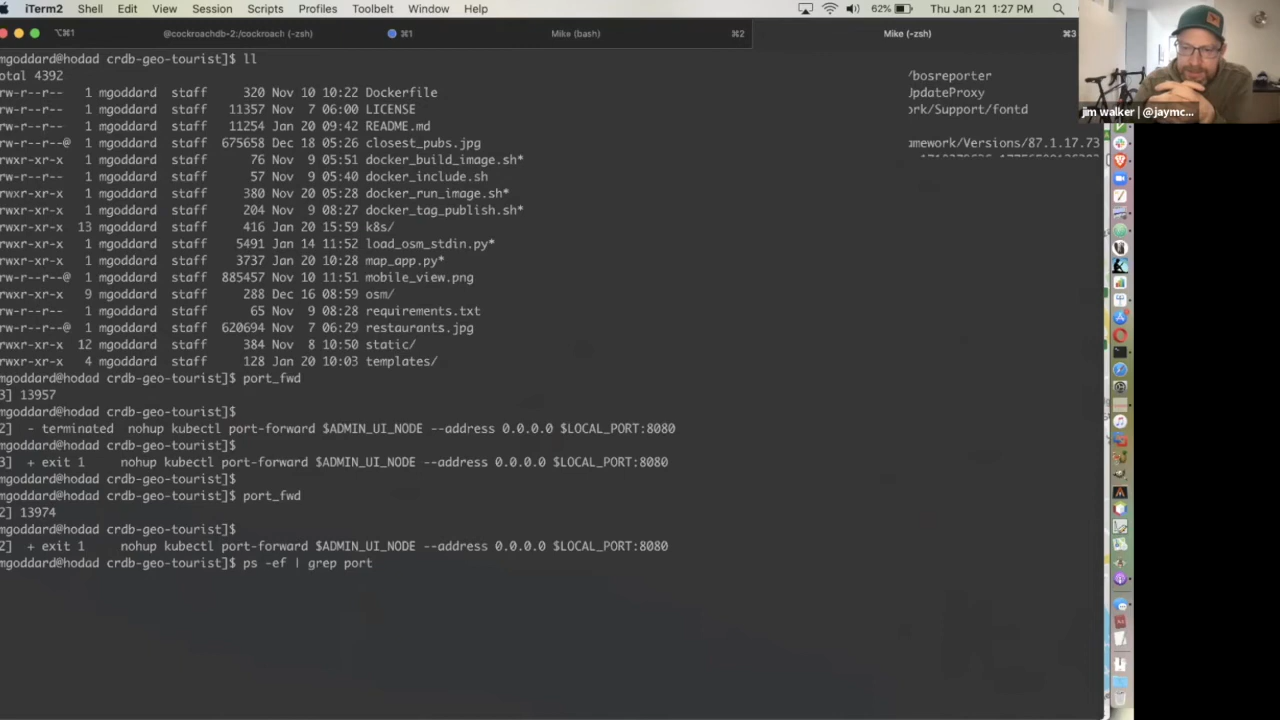 iTerm2 Shell Edit View Session Scripts Profiles Toolbelt Window Help 62% Thu Jan 21 1:27 PM
⌥⌘1 @cockroachdb-2:/cockroach (-zsh) ⌘1 Mike (bash) ⌘2 Mike (-zsh) ⌘3
mgoddard@hodad crdb-geo-tourist]$ ll
otal 4392
rw-r--r-- 1 mgoddard staff 320 Nov 10 10:22 Dockerfile
rw-r--r-- 1 mgoddard staff 11357 Nov 7 06:00 LICENSE
rw-r--r-- 1 mgoddard staff 11254 Jan 20 09:42 README.md
rw-r--r--@ 1 mgoddard staff 675658 Dec 18 05:26 closest_pubs.jpg
rwxr-xr-x 1 mgoddard staff 76 Nov 9 05:51 docker_build_image.sh*
rw-r--r-- 1 mgoddard staff 57 Nov 9 05:40 docker_include.sh
rwxr-xr-x 1 mgoddard staff 380 Nov 20 05:28 docker_run_image.sh*
rwxr-xr-x 1 mgoddard staff 204 Nov 9 08:27 docker_tag_publish.sh*
rwxr-xr-x 13 mgoddard staff 416 Jan 20 15:59 k8s/
rwxr-xr-x 1 mgoddard staff 5491 Jan 14 11:52 load_osm_stdin.py*
rwxr-xr-x 1 mgoddard staff 3737 Jan 20 10:28 map_app.py*
rw-r--r--@ 1 mgoddard staff 885457 Nov 10 11:51 mobile_view.png
rwxr-xr-x 9 mgoddard staff 288 Dec 16 08:59 osm/
rw-r--r-- 1 mgoddard staff 65 Nov 9 08:28 requirements.txt
rw-r--r--@ 1 mgoddard staff 620694 Nov 7 06:29 restaurants.jpg
rwxr-xr-x 12 mgoddard staff 384 Nov 8 10:50 static/
rwxr-xr-x 4 mgoddard staff 128 Jan 20 10:03 templates/
mgoddard@hodad crdb-geo-tourist]$ port_fwd
3] 13957
mgoddard@hodad crdb-geo-tourist]$
2] - terminated nohup kubectl port-forward $ADMIN_UI_NODE --address 0.0.0.0 $LOCAL_PORT:8080
mgoddard@hodad crdb-geo-tourist]$
3] + exit 1 nohup kubectl port-forward $ADMIN_UI_NODE --address 0.0.0.0 $LOCAL_PORT:8080
mgoddard@hodad crdb-geo-tourist]$
mgoddard@hodad crdb-geo-tourist]$ port_fwd
2] 13974
mgoddard@hodad crdb-geo-tourist]$
2] + exit 1 nohup kubectl port-forward $ADMIN_UI_NODE --address 0.0.0.0 $LOCAL_PORT:8080
mgoddard@hodad crdb-geo-tourist]$ ps -ef | grep port
/bosreporter
UpdateProxy
ork/Support/fontd
amework/Versions/87.1.17.73
jim walker | @jaymc...